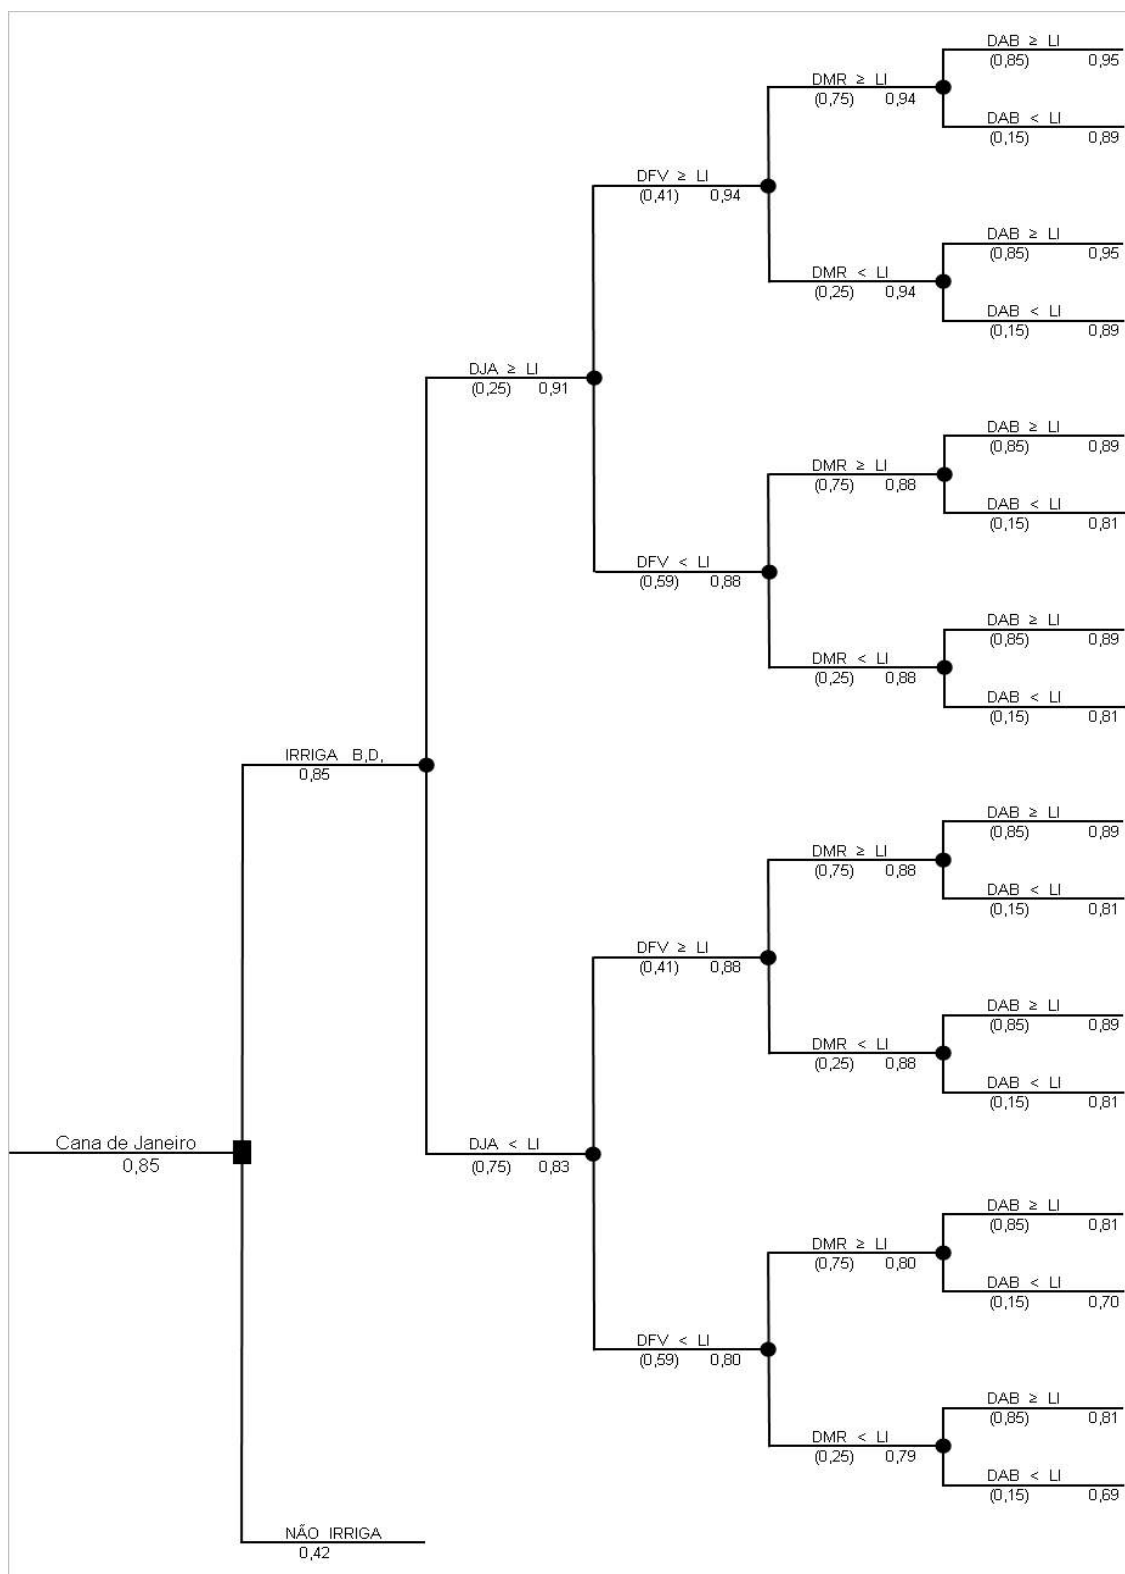 DAB ≥ LI
(0,85) 0,95
DMR ≥ LI
(0,75) 0,94
DAB < LI
(0,15) 0,89
DFV ≥ LI
(0,41) 0,94
DAB ≥ LI
(0,85) 0,95
DMR < LI
(0,25) 0,94
DAB < LI
(0,15) 0,89
DJA ≥ LI
(0,25) 0,91
DAB ≥ LI
(0,85) 0,89
DMR ≥ LI
(0,75) 0,88
DAB < LI
(0,15) 0,81
DFV < LI
(0,59) 0,88
DAB ≥ LI
(0,85) 0,89
DMR < LI
(0,25) 0,88
DAB < LI
(0,15) 0,81
IRRIGA B,D,
0,85
DAB ≥ LI
(0,85) 0,89
DMR ≥ LI
(0,75) 0,88
DAB < LI
(0,15) 0,81
DFV ≥ LI
(0,41) 0,88
DAB ≥ LI
(0,85) 0,89
DMR < LI
(0,25) 0,88
DAB < LI
(0,15) 0,81
Cana de Janeiro
0,85
DJA < LI
(0,75) 0,83
DAB ≥ LI
(0,85) 0,81
DMR ≥ LI
(0,75) 0,80
DAB < LI
(0,15) 0,70
DFV < LI
(0,59) 0,80
DAB ≥ LI
(0,85) 0,81
DMR < LI
(0,25) 0,79
DAB < LI
(0,15) 0,69
NÃO IRRIGA
0,42